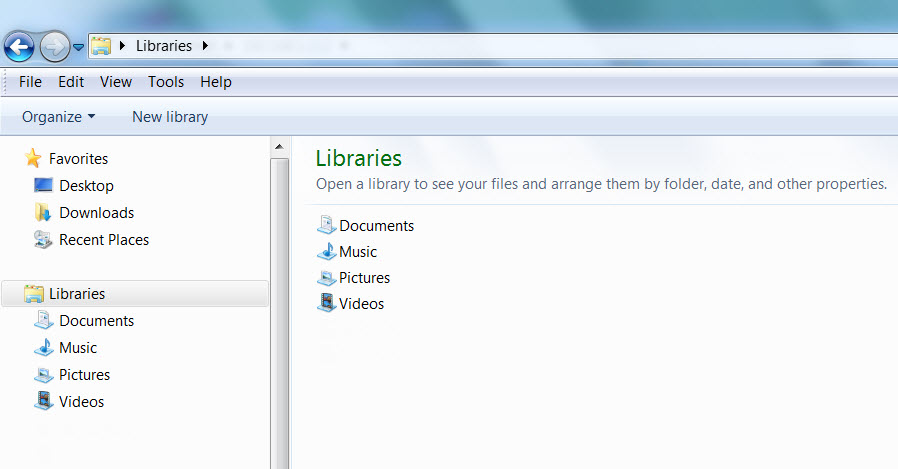 Libraries
File Edit View Tools Help
Organize New library
Favorites
Desktop
Downloads
Recent Places
Libraries
Documents
Music
Pictures
Videos
Libraries
Open a library to see your files and arrange them by folder, date, and other properties.
Documents
Music
Pictures
Videos